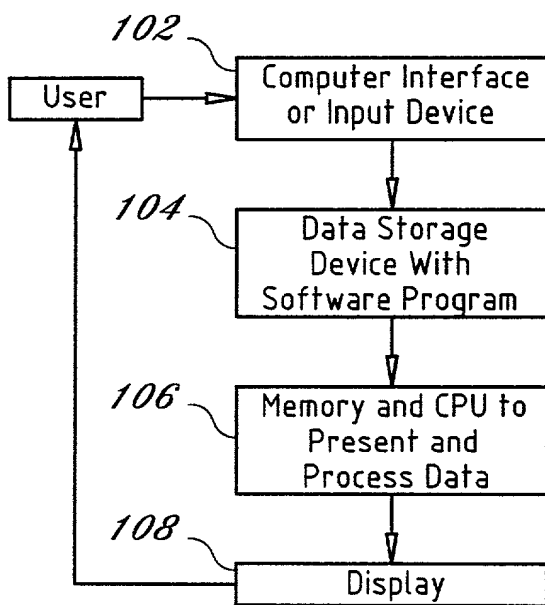 102
User
Computer Interface
or Input Device
104
Data Storage
Device With
Software Program
106
Memory and CPU to
Present and
Process Data
108
Display